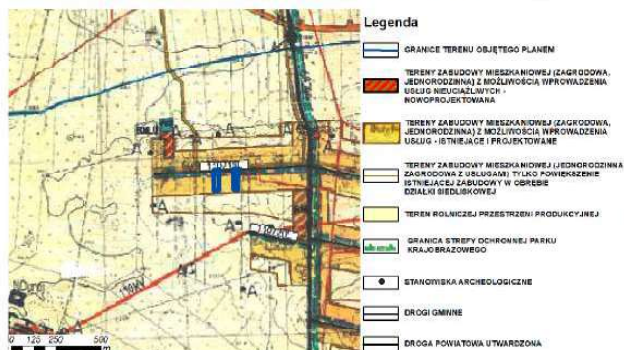 Legenda
GRANICE TERENU OBJĘTEGO PLANEM
TERENY ZABUDOWY MIESZKANIOWEJ (ZAGRODOWA,
JEDNORODZINNA) Z MOŻLIWOŚCIĄ WPROWADZENIA
USŁUG NIEUCIĄŻLIWYCH -
NOWOPROJEKTOWANA
TERENY ZABUDOWY MIESZKANIOWEJ (ZAGRODOWA,
JEDNORODZINNA) Z MOŻLIWOŚCIĄ WPROWADZENIA
USŁUG - ISTNIEJĄCE I PROJEKTOWANE
TERENY ZABUDOWY MIESZKANIOWEJ (JEDNORODZINNA
ZAGRODOWA Z USŁUGAMI) TYLKO POWIĘKSZENIE
ISTNIEJĄCEJ ZABUDOWY W OBRĘBIE
DZIAŁKI SIEDLISKOWEJ
TEREN ROLNICZEJ PRZESTRZENI PRODUKCYJNEJ
GRANICA STREFY OCHRONNEJ PARKU
KRAJOBRAZOWEGO
STANOWISKA ARCHEOLOGICZNE
DROGI GMINNE
DROGA POWIATOWA UTWARDZONA
110kV
0 125 250 500
m